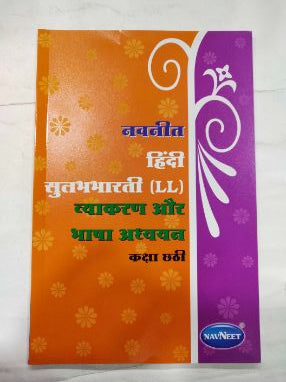 नवनीत
हिंदी
सुलभभारती (LL)
व्याकरण और
भाषा अध्ययन
कक्षा छठी
NAVNEET